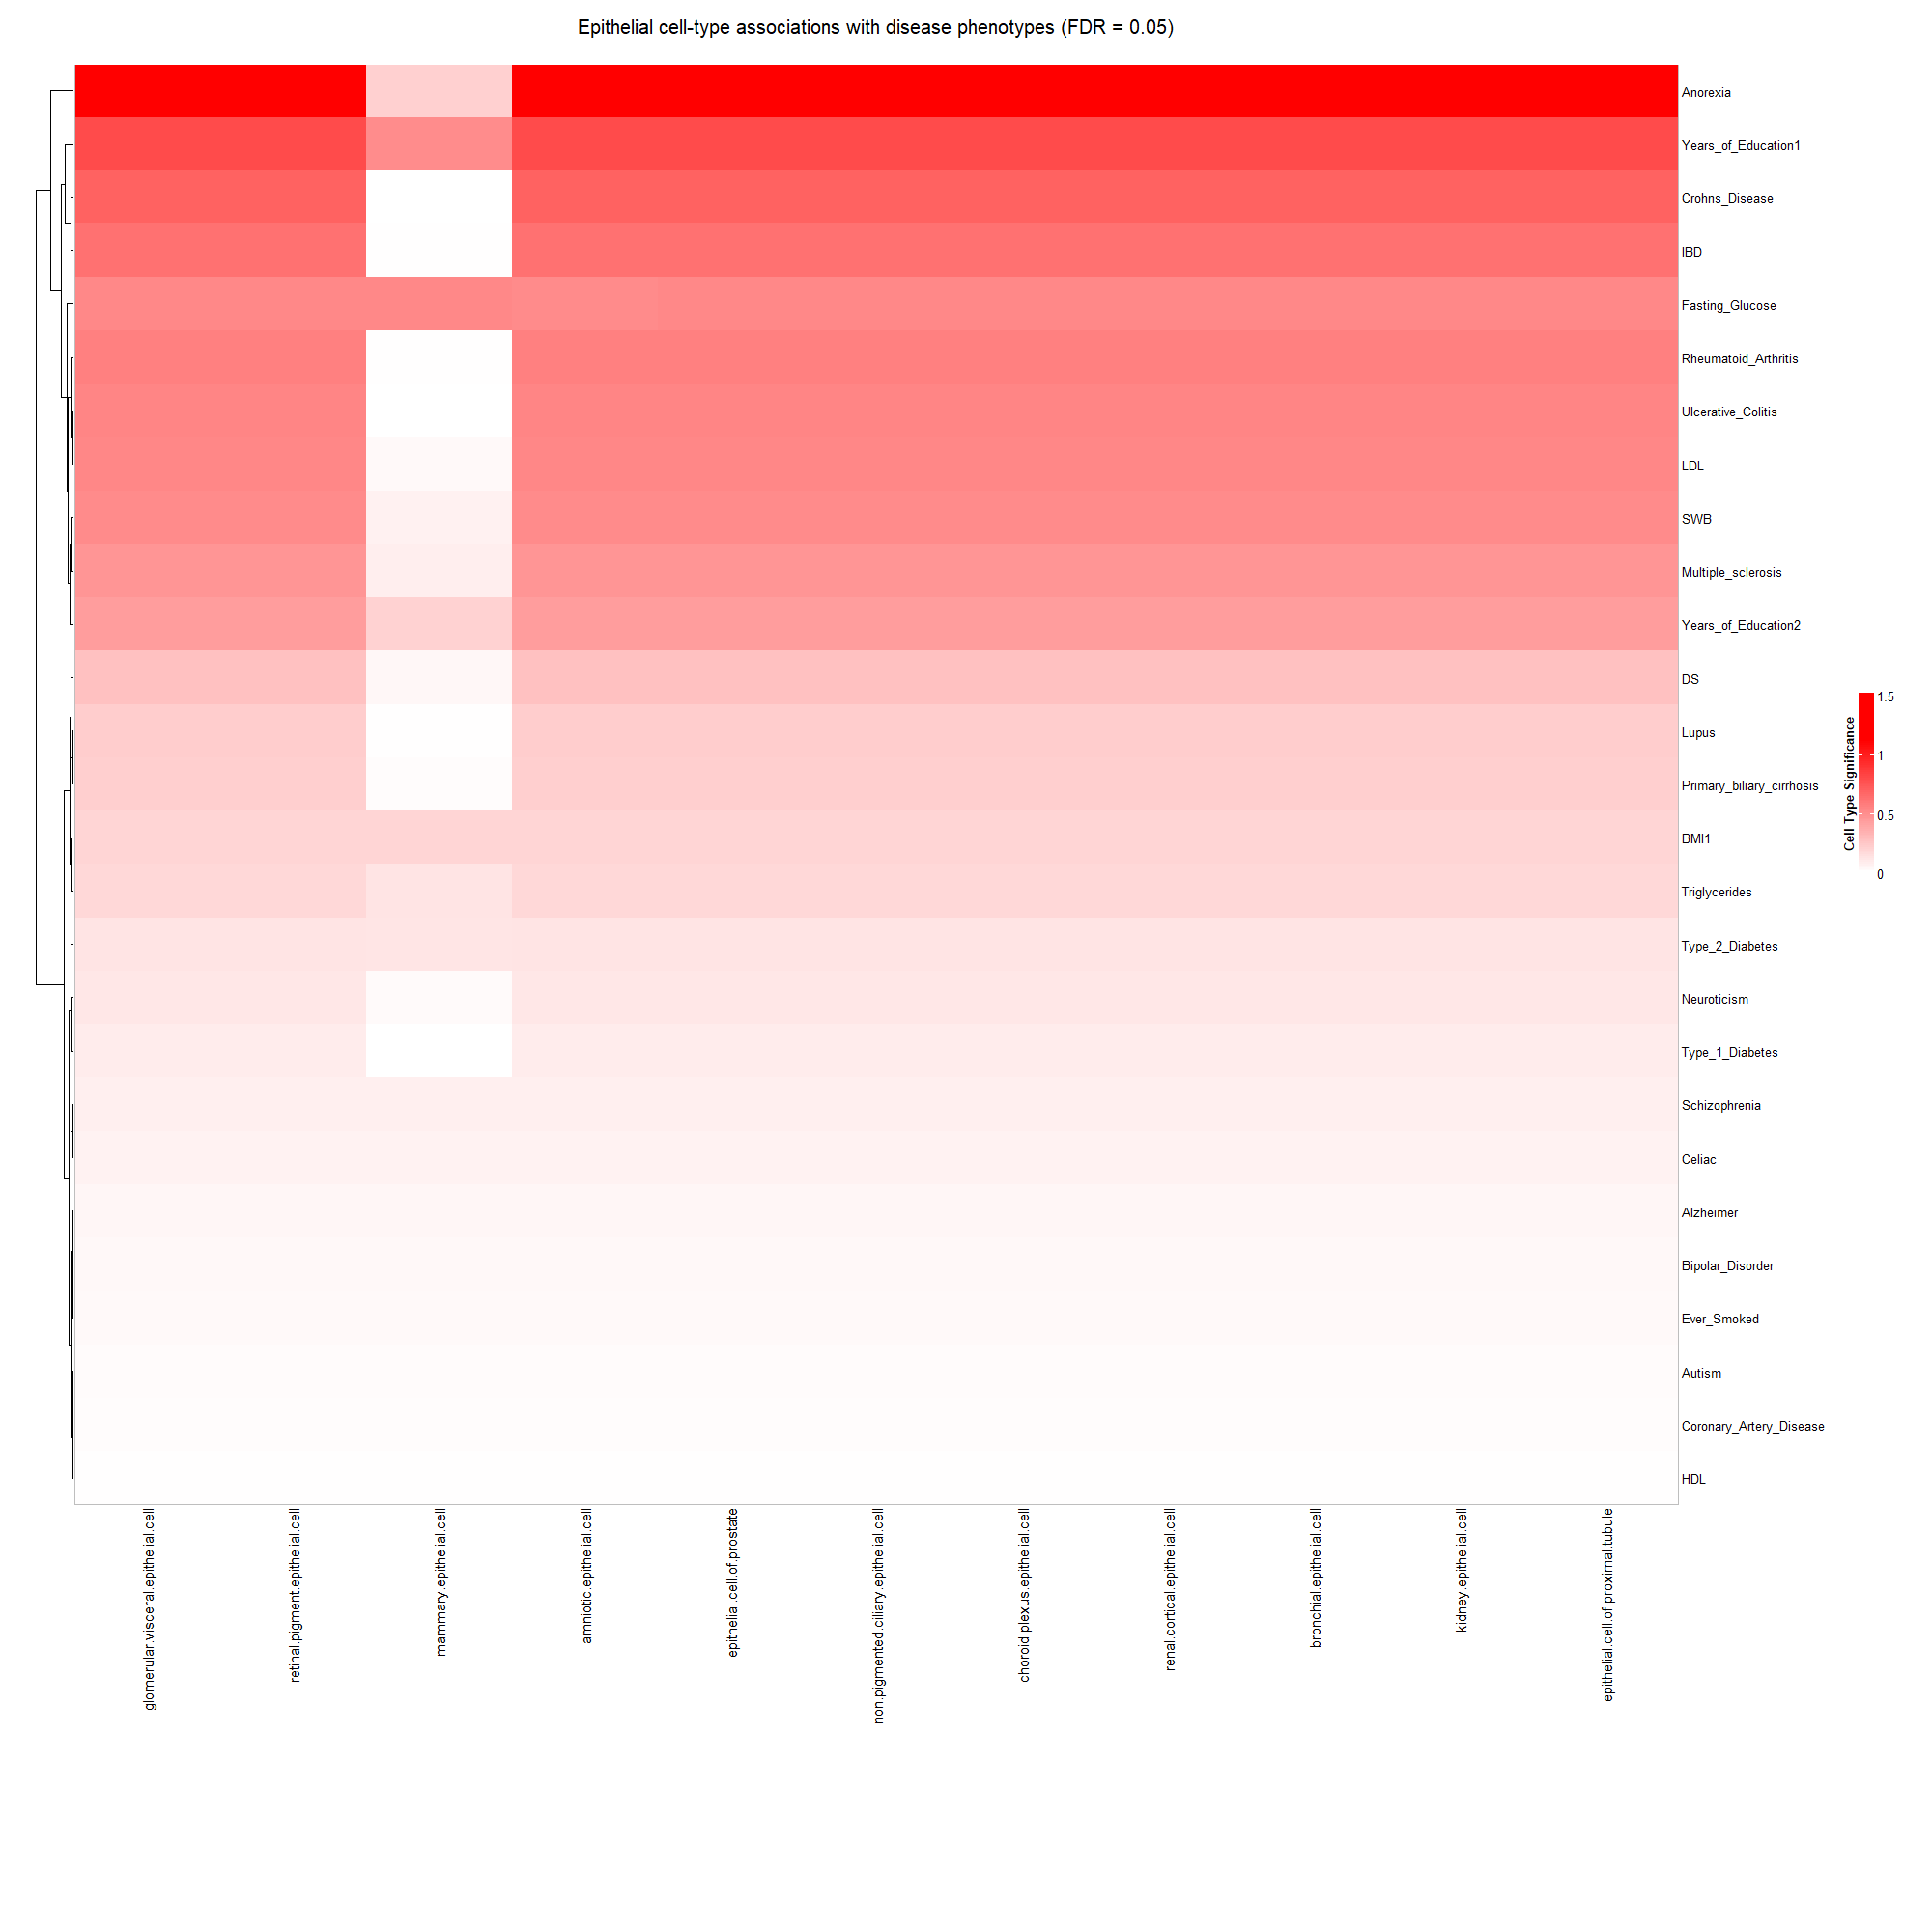 Epithelial cell-type associations with disease phenotypes (FDR = 0.05)
Anorexia
Years_of_Education1
Crohns_Disease
IBD
Fasting_Glucose
Rheumatoid_Arthritis
Ulcerative_Colitis
LDL
SWB
Multiple_sclerosis
Years_of_Education2
DS
Lupus
Primary_biliary_cirrhosis
BMI1
Triglycerides
Type_2_Diabetes
Neuroticism
Type_1_Diabetes
Schizophrenia
Celiac
Alzheimer
Bipolar_Disorder
Ever_Smoked
Autism
Coronary_Artery_Disease
HDL
Cell Type Significance
1.5
1
0.5
0
glomerular.visceral.epithelial.cell
retinal.pigment.epithelial.cell
mammary.epithelial.cell
amniotic.epithelial.cell
epithelial.cell.of.prostate
non.pigmented.ciliary.epithelial.cell
choroid.plexus.epithelial.cell
renal.cortical.epithelial.cell
bronchial.epithelial.cell
kidney.epithelial.cell
epithelial.cell.of.proximal.tubule